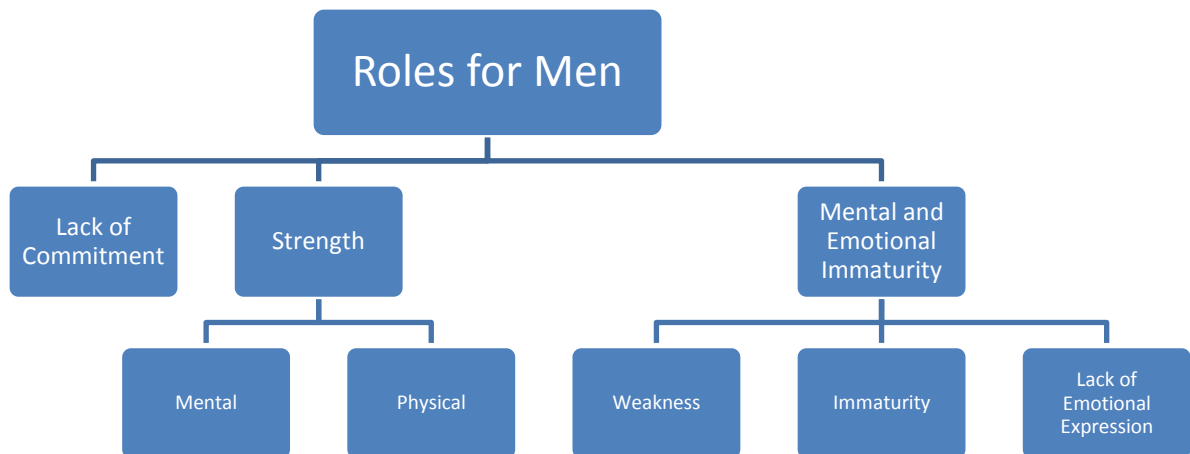 Roles for Men
Lack of
Commitment
Strength
Mental and
Emotional
Immaturity
Mental
Physical
Weakness
Immaturity
Lack of
Emotional
Expression